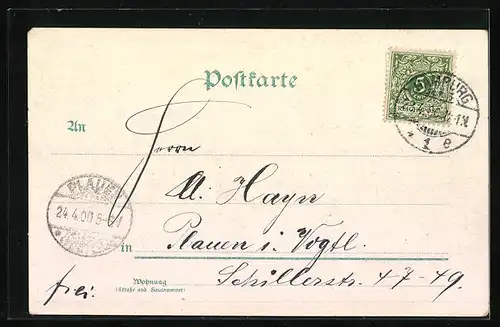 Postkarte
5
An
Herrn
A. Hayn
PLAUEN
24.4.00.
in Plauen i. Vogtl.
Schillerstr. 47-49.
frei.
Wohnung
(Straße und Hausnummer)